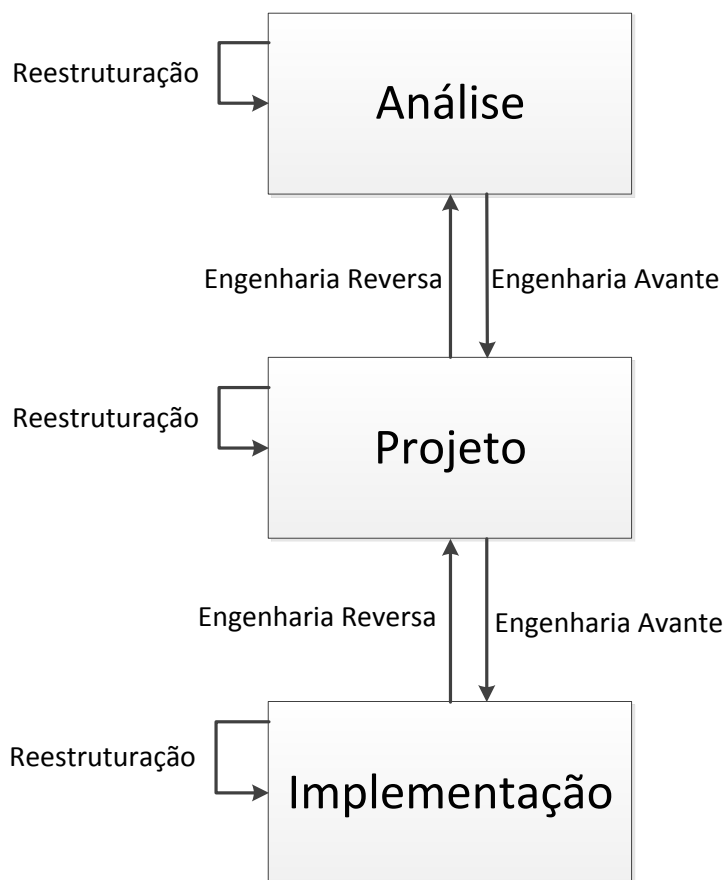 Reestruturação
Análise
Engenharia Reversa
Engenharia Avante
Reestruturação
Projeto
Engenharia Reversa
Engenharia Avante
Reestruturação
Implementação